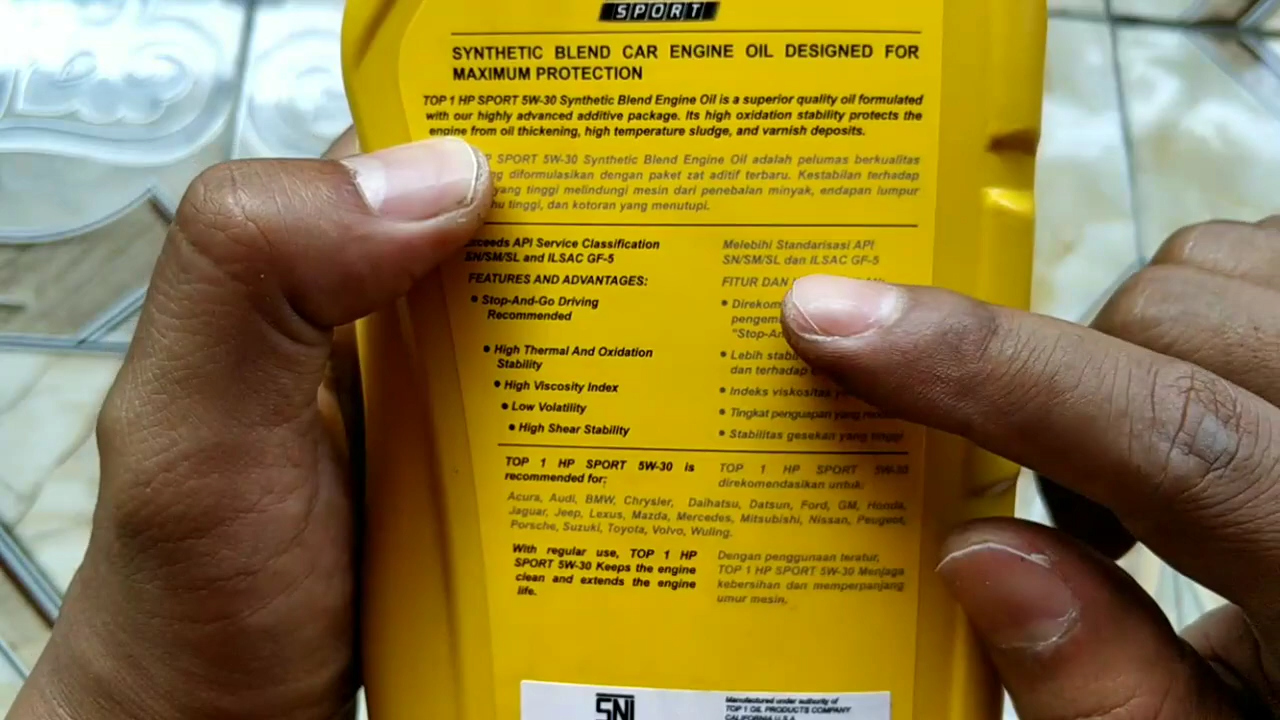 SPORT
SYNTHETIC BLEND CAR ENGINE OIL DESIGNED FOR
MAXIMUM PROTECTION
TOP 1 HP SPORT 5W-30 Synthetic Blend Engine Oil is a superior quality oil formulated
with our highly advanced additive package. Its high oxidation stability protects the
engine from oil thickening, high temperature sludge, and varnish deposits.
SPORT 5W-30 Synthetic Blend Engine Oil adalah pelumas berkualitas
diformulasikan dengan paket zat aditif terbaru. Kestabilan terhadap
yang tinggi melindungi mesin dari penebalan minyak, endapan lumpur
tinggi, dan kotoran yang menutupi.
API Service Classification
SN/SM/SL and ILSAC GF-5
FEATURES AND ADVANTAGES:
• Stop-And-Go Driving
Recommended
• High Thermal And Oxidation
Stability
• High Viscosity Index
• Low Volatility
• High Shear Stability
Melebihi Standarisasi API
SN/SM/SL dan ILSAC GF-5
FITUR DAN
• Lebih
dan terhadap
• Indeks viskositas
• Tingkat penguapan yang
• Stabilitas gesekan yang tinggi
TOP 1 HP SPORT 5W-30 is
recommended for:
TOP 1 HP SPORT 5W-30
direkomendasikan untuk:
Acura, Audi, BMW, Chrysler, Daihatsu, Datsun, Ford, GM, Honda,
Jaguar, Jeep, Lexus, Mazda, Mercedes, Mitsubishi, Nissan, Peugeot,
Porsche, Suzuki, Toyota, Volvo, Wuling.
With regular use, TOP 1 HP
SPORT 5W-30 Keeps the engine
clean and extends the engine
life.
Dengan penggunaan teratur,
TOP 1 HP SPORT 5W-30 Menjaga
kebersihan dan memperpanjang
umur mesin.
SNI
Manufactured under authority of
TOP 1 OIL PRODUCTS COMPANY
CALIFORNIA U.S.A